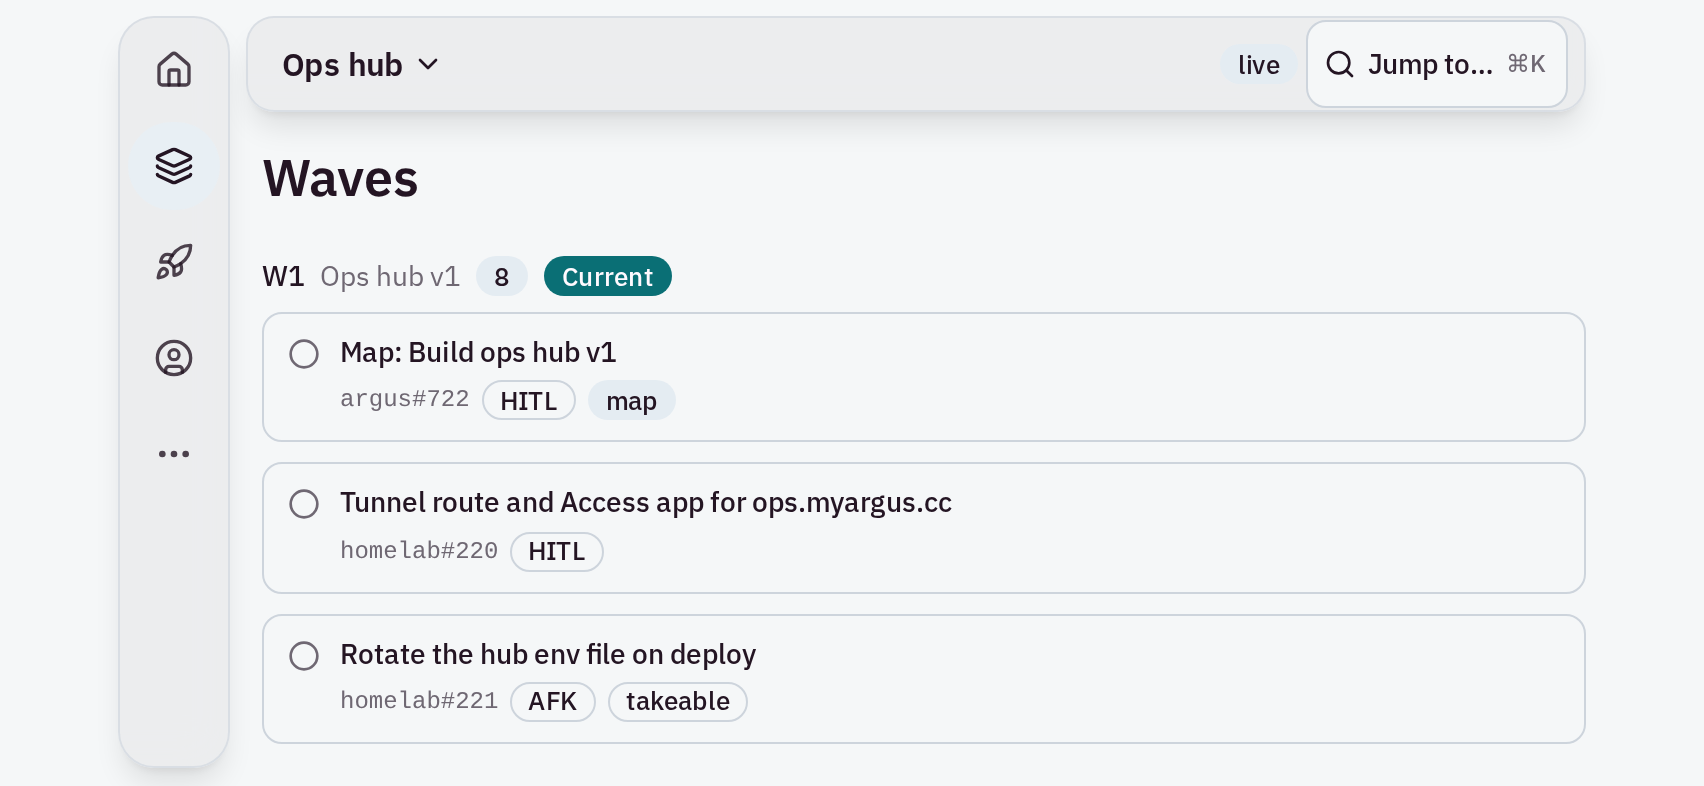 Ops hub
live
Jump to... ⌘K
Waves
W1 Ops hub v1 8 Current
Map: Build ops hub v1
argus#722 HITL map
Tunnel route and Access app for ops.myargus.cc
homelab#220 HITL
Rotate the hub env file on deploy
homelab#221 AFK takeable